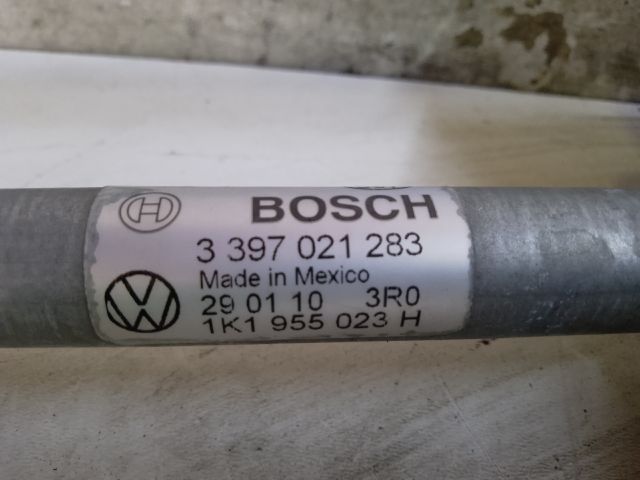 BOSCH
3 397 021 283
Made in Mexico
29 01 10 3R0
1K1 955 023 H